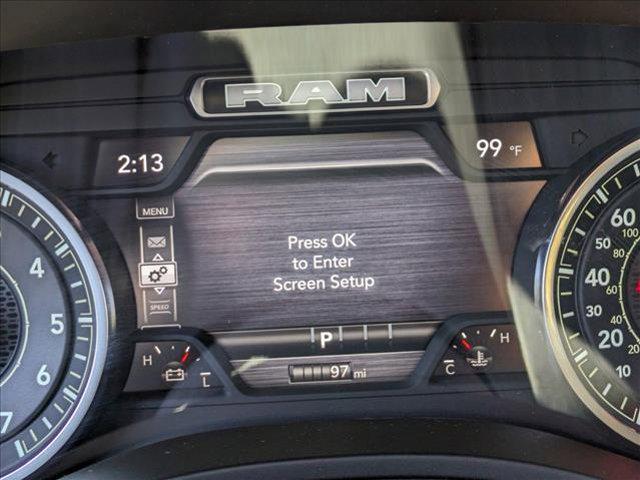 RAM
2:13
99 °F
MENU
Press OK
to Enter
Screen Setup
SPEED
P
H
L
97 mi
H
C
4
5
6
7
60
100
80
40
60
30
40
20
20
10